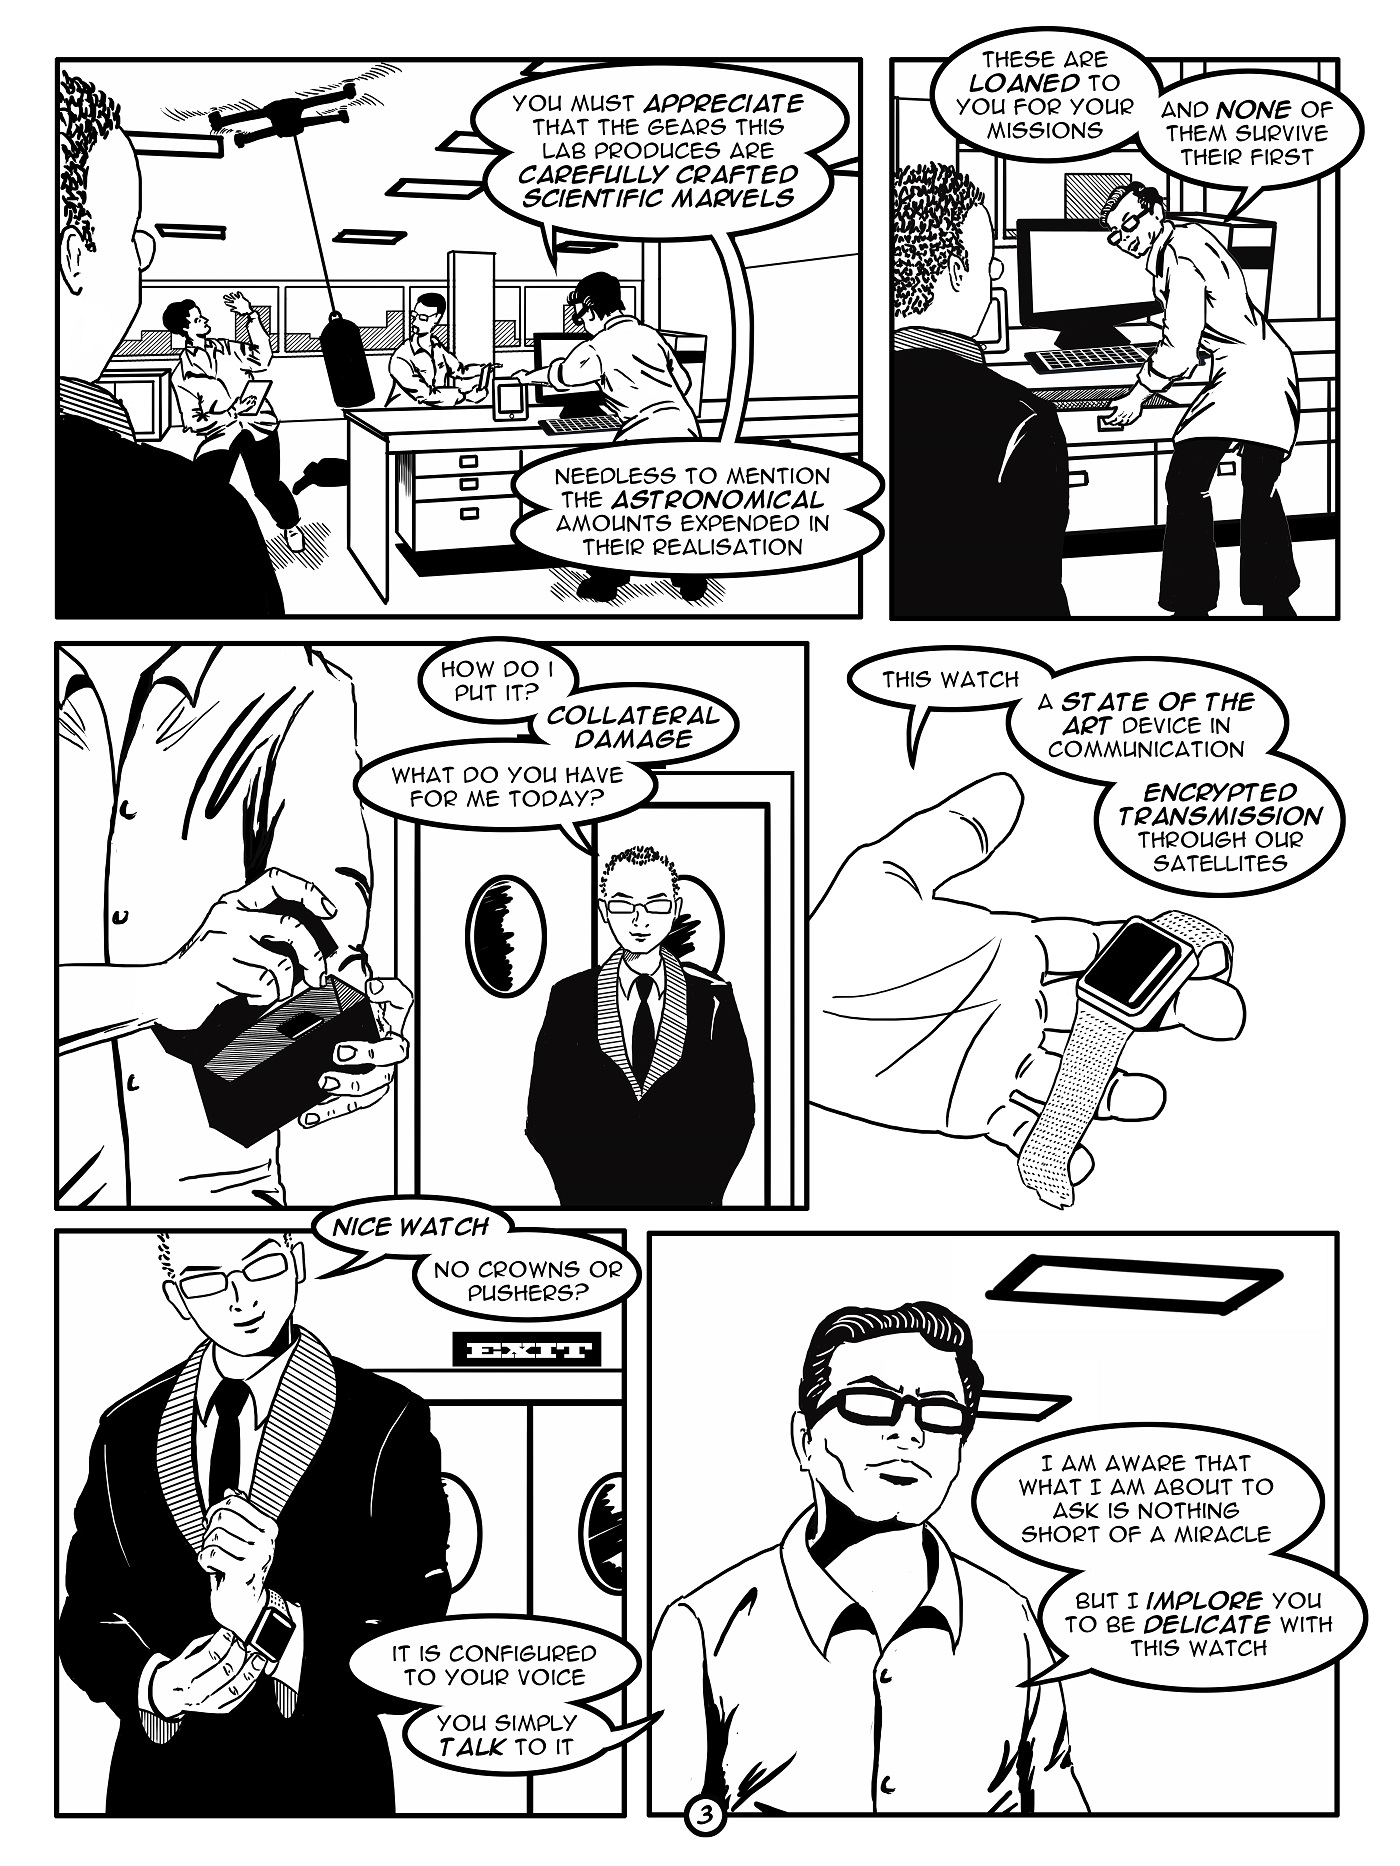 YOU MUST APPRECIATE
THAT THE GEARS THIS
LAB PRODUCES ARE
CAREFULLY CRAFTED
SCIENTIFIC MARVELS
NEEDLESS TO MENTION
THE ASTRONOMICAL
AMOUNTS EXPENDED IN
THEIR REALISATION
THESE ARE
LOANED TO
YOU FOR YOUR
MISSIONS
AND NONE OF
THEM SURVIVE
THEIR FIRST
HOW DO I
PUT IT?
COLLATERAL
DAMAGE
WHAT DO YOU HAVE
FOR ME TODAY?
THIS WATCH
A STATE OF THE
ART DEVICE IN
COMMUNICATION
ENCRYPTED
TRANSMISSION
THROUGH OUR
SATELLITES
NICE WATCH
NO CROWNS OR
PUSHERS?
EXIT
IT IS CONFIGURED
TO YOUR VOICE
YOU SIMPLY
TALK TO IT
I AM AWARE THAT
WHAT I AM ABOUT TO
ASK IS NOTHING
SHORT OF A MIRACLE
BUT I IMPLORE YOU
TO BE DELICATE WITH
THIS WATCH
3